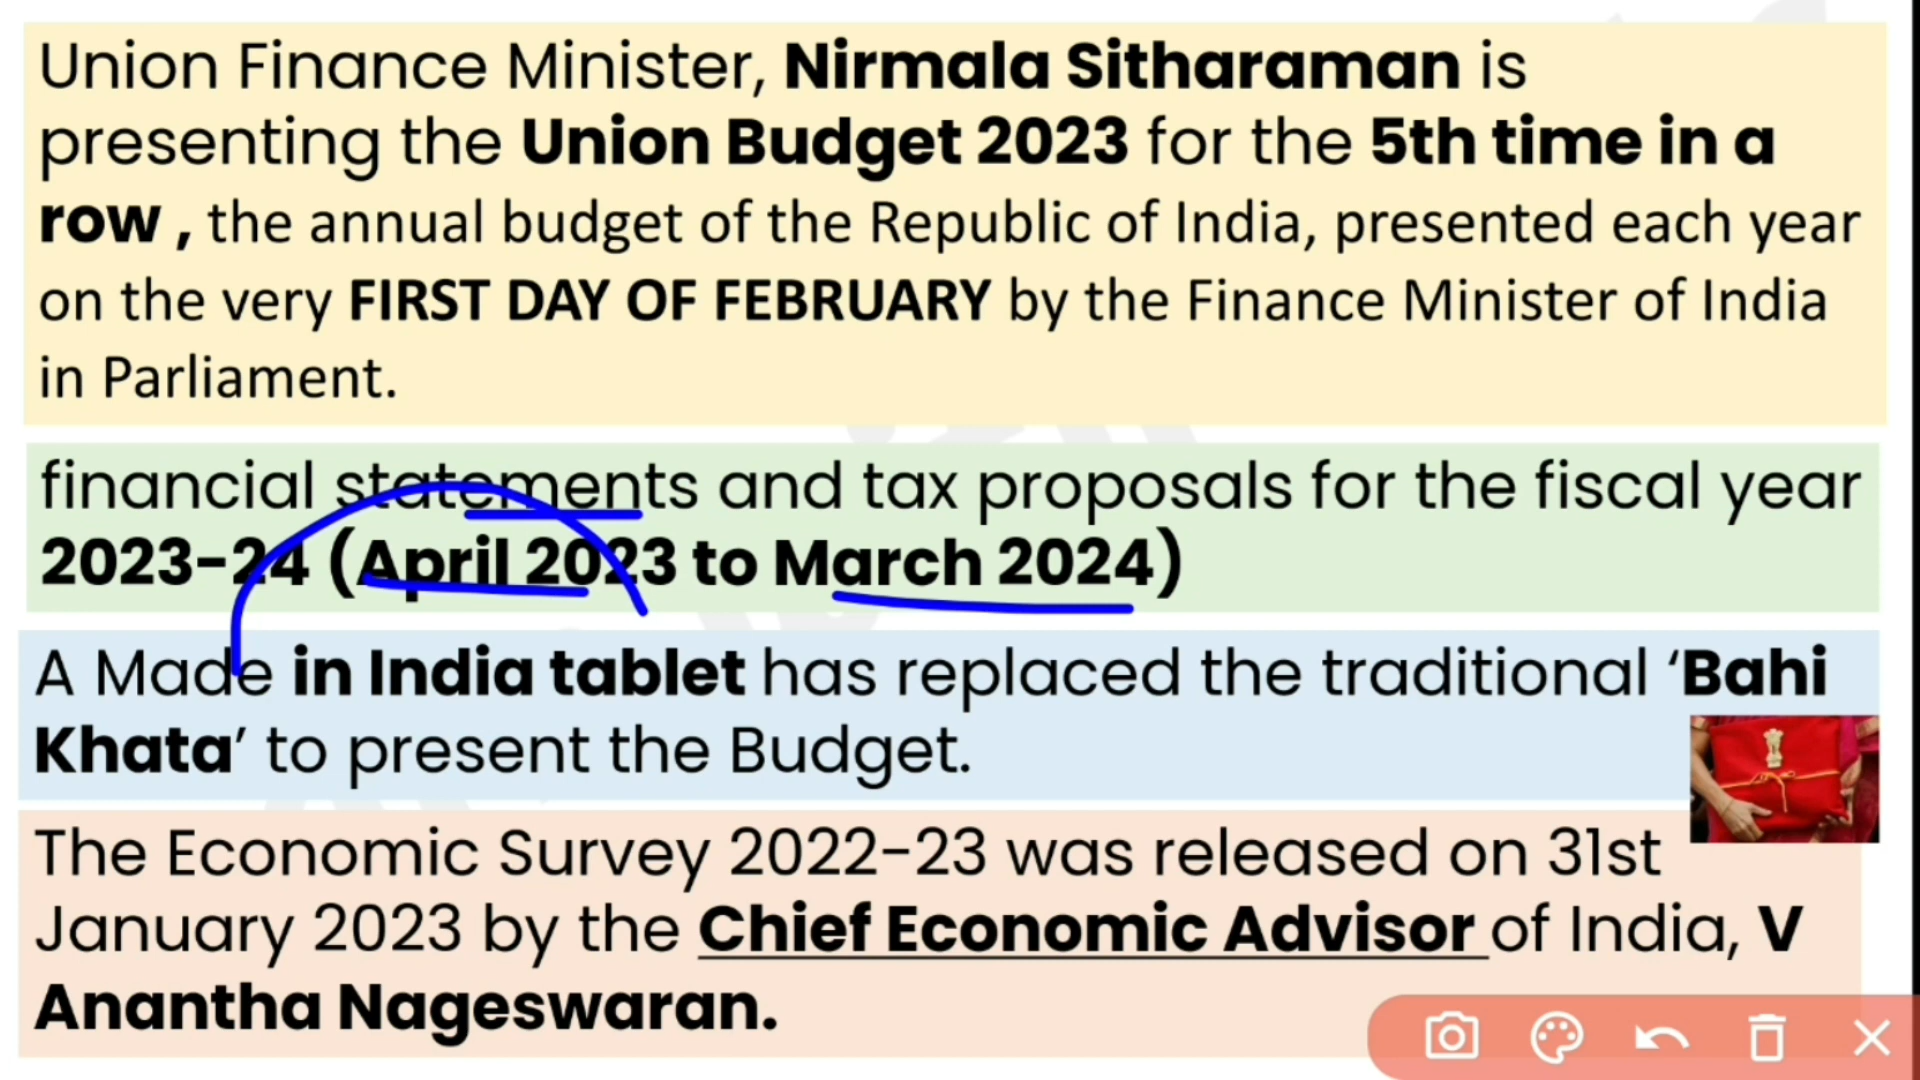 Union Finance Minister, Nirmala Sitharaman is
presenting the Union Budget 2023 for the 5th time in a
row , the annual budget of the Republic of India, presented each year
on the very FIRST DAY OF FEBRUARY by the Finance Minister of India
in Parliament.
financial statements and tax proposals for the fiscal year
2023-24 (April 2023 to March 2024)
A Made in India tablet has replaced the traditional ‘Bahi
Khata’ to present the Budget.
The Economic Survey 2022-23 was released on 31st
January 2023 by the Chief Economic Advisor of India, V
Anantha Nageswaran.